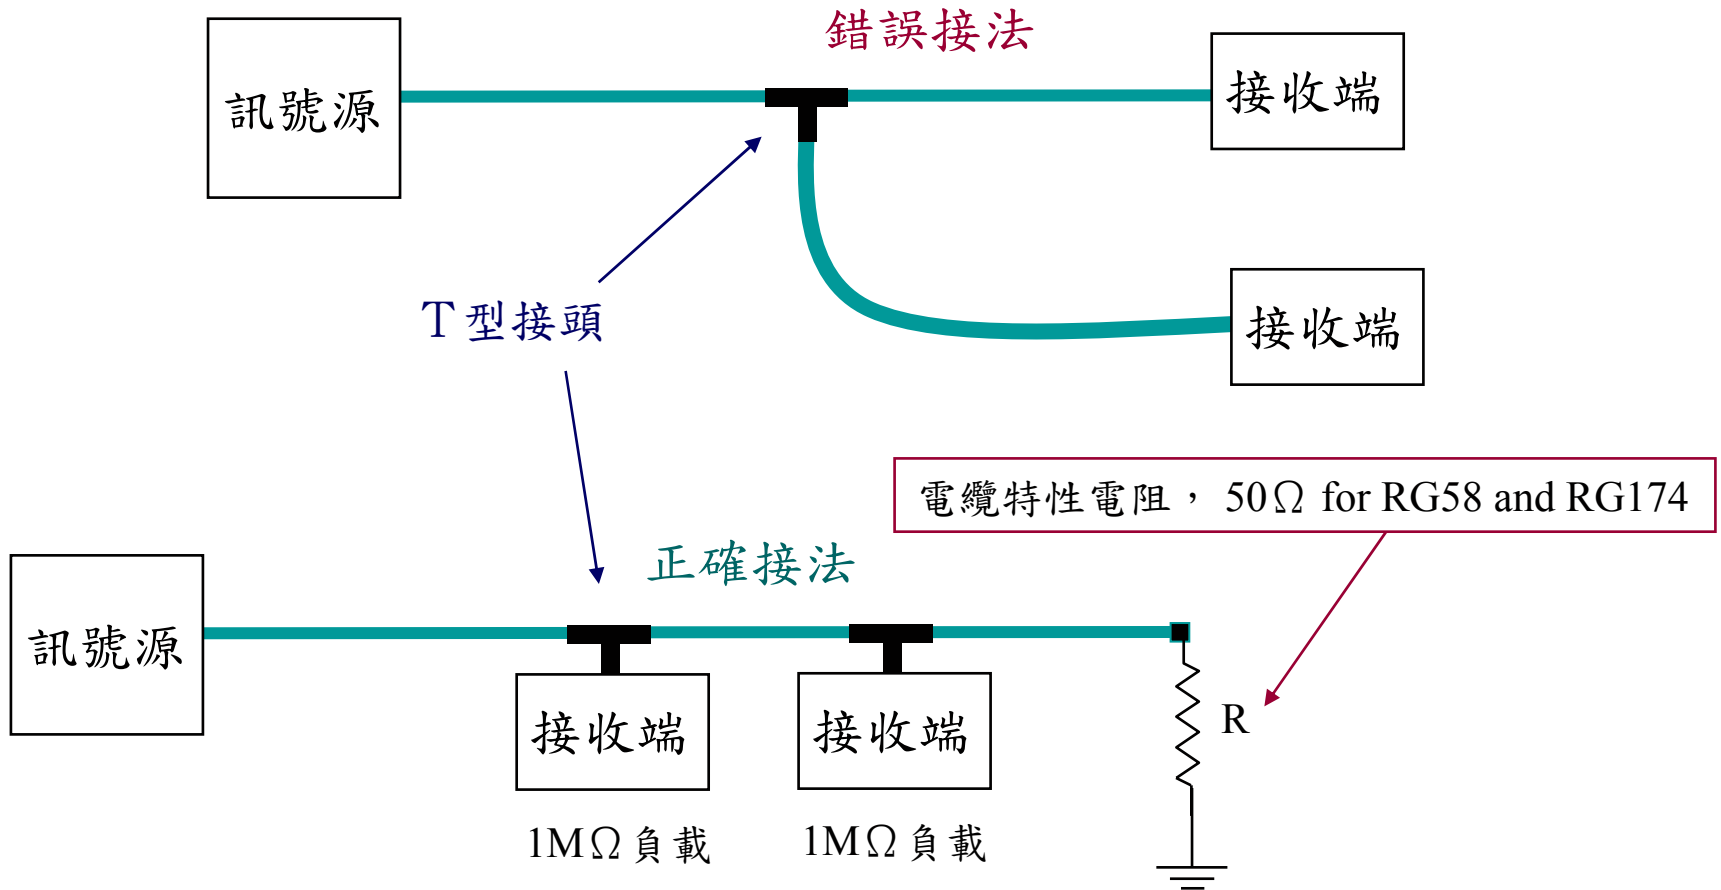 錯誤接法
訊號源
接收端
T型接頭
接收端
電纜特性電阻， 50Ω for RG58 and RG174
正確接法
訊號源
接收端
接收端
R
1MΩ負載
1MΩ負載